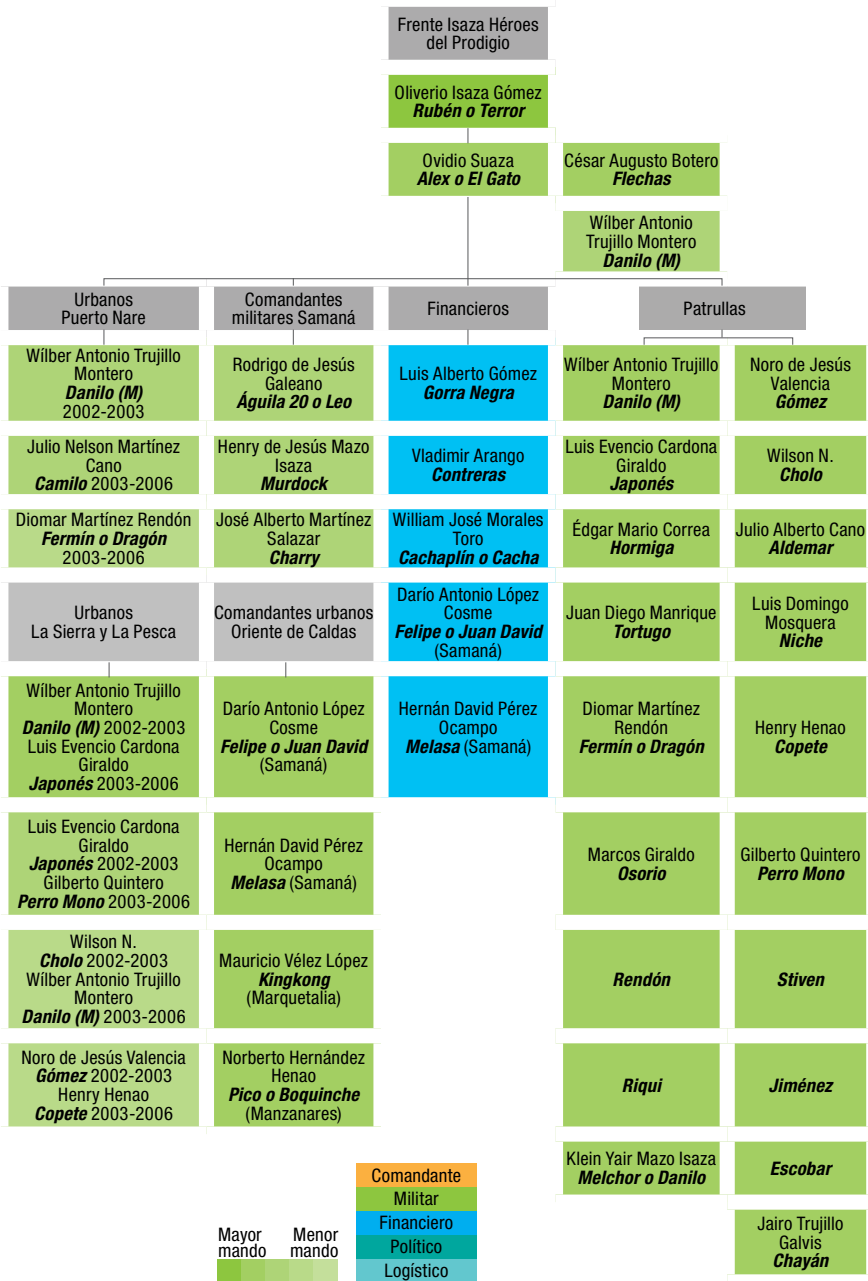 Frente Isaza Héroes
del Prodigio
Oliverio Isaza Gómez
Rubén o Terror
Ovidio Suaza
Alex o El Gato
César Augusto Botero
Flechas
Wílber Antonio
Trujillo Montero
Danilo (M)
Urbanos
Puerto Nare
Wílber Antonio Trujillo
Montero
Danilo (M)
2002-2003
Julio Nelson Martínez
Cano
Camilo 2003-2006
Diomar Martínez Rendón
Fermín o Dragón
2003-2006
Urbanos
La Sierra y La Pesca
Wílber Antonio Trujillo
Montero
Danilo (M) 2002-2003
Luis Evencio Cardona
Giraldo
Japonés 2003-2006
Luis Evencio Cardona
Giraldo
Japonés 2002-2003
Gilberto Quintero
Perro Mono 2003-2006
Wilson N.
Cholo 2002-2003
Wílber Antonio Trujillo
Montero
Danilo (M) 2003-2006
Noro de Jesús Valencia
Gómez 2002-2003
Henry Henao
Copete 2003-2006
Comandantes
militares Samaná
Rodrigo de Jesús
Galeano
Águila 20 o Leo
Henry de Jesús Mazo
Isaza
Murdock
José Alberto Martínez
Salazar
Charry
Comandantes urbanos
Oriente de Caldas
Darío Antonio López
Cosme
Felipe o Juan David
(Samaná)
Hernán David Pérez
Ocampo
Melasa (Samaná)
Mauricio Vélez López
Kingkong
(Marquetalia)
Norberto Hernández
Henao
Pico o Boquinche
(Manzanares)
Financieros
Luis Alberto Gómez
Gorra Negra
Vladimir Arango
Contreras
William José Morales
Toro
Cachaplín o Cacha
Darío Antonio López
Cosme
Felipe o Juan David
(Samaná)
Hernán David Pérez
Ocampo
Melasa (Samaná)
Patrullas
Wílber Antonio Trujillo
Montero
Danilo (M)
Luis Evencio Cardona
Giraldo
Japonés
Édgar Mario Correa
Hormiga
Juan Diego Manrique
Tortugo
Diomar Martínez
Rendón
Fermín o Dragón
Marcos Giraldo
Osorio
Rendón
Riqui
Klein Yair Mazo Isaza
Melchor o Danilo
Noro de Jesús
Valencia
Gómez
Wilson N.
Cholo
Julio Alberto Cano
Aldemar
Luis Domingo
Mosquera
Niche
Henry Henao
Copete
Gilberto Quintero
Perro Mono
Stiven
Jiménez
Escobar
Jairo Trujillo
Galvis
Chayán
Mayor
mando
Menor
mando
Comandante
Militar
Financiero
Político
Logístico